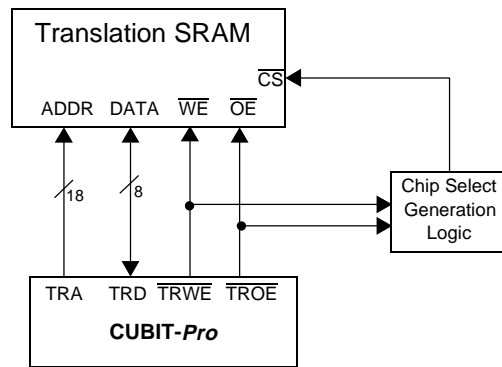 Translation SRAM
CS
ADDR DATA WE OE
18
8
Chip Select
Generation
Logic
TRA TRD TRWE TROE
CUBIT-Pro